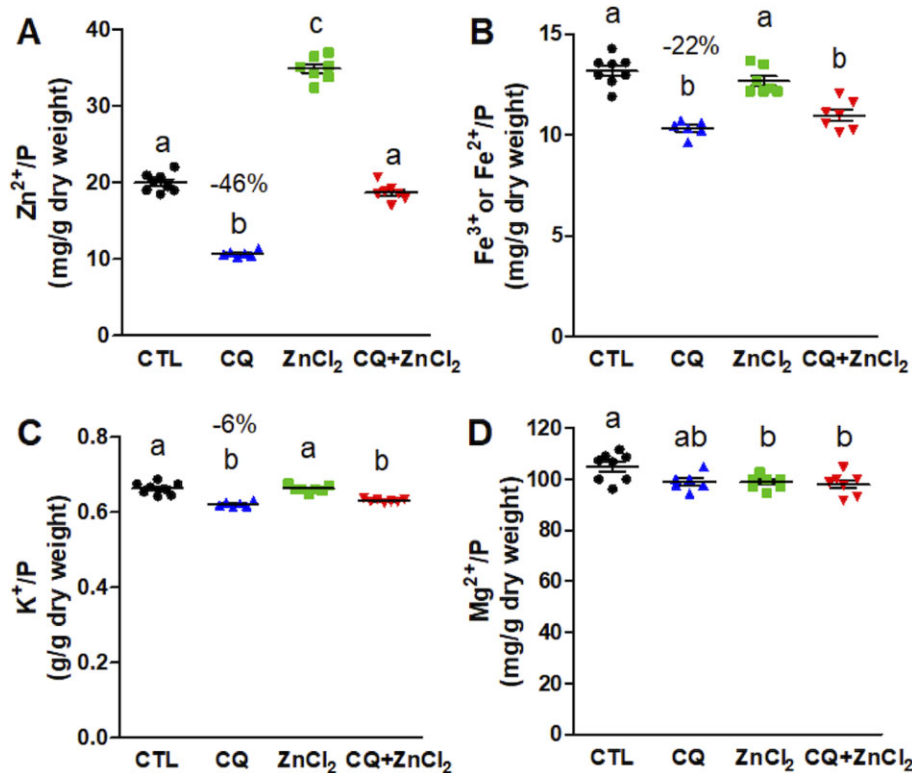 A
Zn²⁺/P
(mg/g dry weight)
40
30
20
10
0
a
-46%
b
c
a
CTL CQ ZnCl₂ CQ+ZnCl₂
B
Fe³⁺ or Fe²⁺/P
(mg/g dry weight)
15
10
5
0
a
-22%
b
a
b
CTL CQ ZnCl₂ CQ+ZnCl₂
C
K⁺/P
(g/g dry weight)
0.8
0.6
0.4
0.2
0.0
a
-6%
b
a
b
CTL CQ ZnCl₂ CQ+ZnCl₂
D
Mg²⁺/P
(mg/g dry weight)
120
100
80
60
40
20
0
a
ab
b
b
CTL CQ ZnCl₂ CQ+ZnCl₂